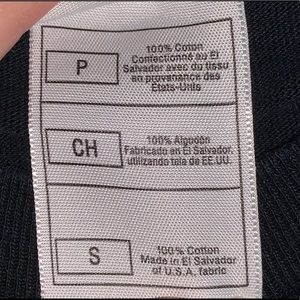 P
100% Coton
Confectionné au El
Salvador avec du tissu
en provenance des
États-Unis
CH
100% Algodón
Fabricado en El Salvador,
utilizando tela de EE.UU.
S
100% Cotton
Made in El Salvador
of U.S.A. fabric